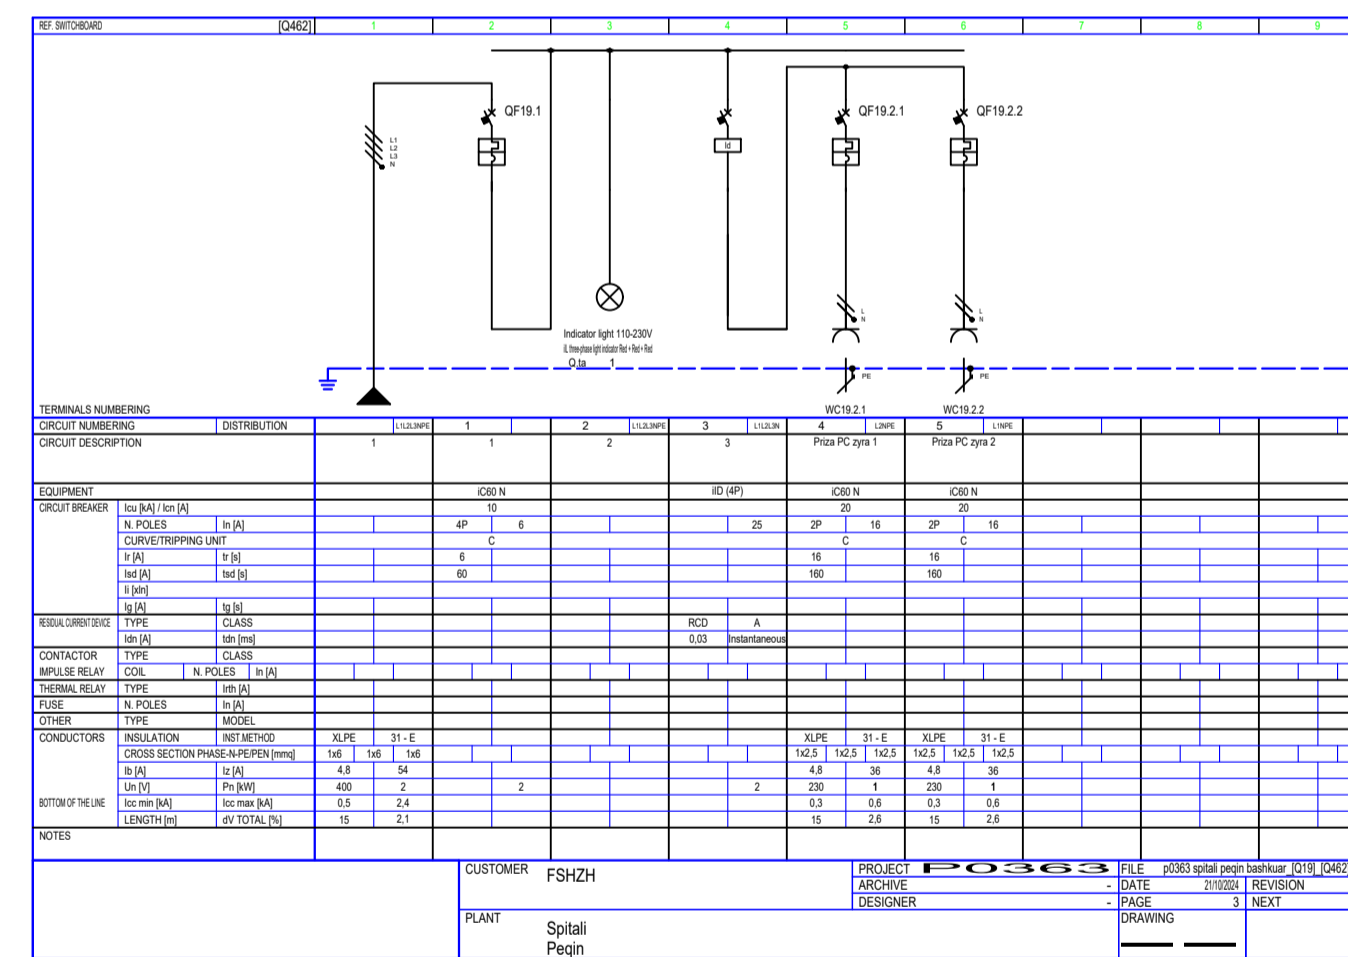 REF. SWITCHBOARD [Q462] 1 2 3 4 5 6 7 8 9
QF19.1 QF19.2.1 QF19.2.2
L1
L2
L3
N
Id
L
N
L
N
Indicator light 110-230V
iIL three-phase light indicator Red + Red + Red
Q.ta 1
PE PE
TERMINALS NUMBERING WC19.2.1 WC19.2.2
CIRCUIT NUMBERING DISTRIBUTION L1L2L3NPE 1 2 L1L2L3NPE 3 L1L2L3N 4 L2NPE 5 L1NPE
CIRCUIT DESCRIPTION 1 1 2 3 Priza PC zyra 1 Priza PC zyra 2
EQUIPMENT iC60 N iID (4P) iC60 N iC60 N
CIRCUIT BREAKER Icu [kA] / Icn [A] 10 20 20
N. POLES In [A] 4P 6 25 2P 16 2P 16
CURVE/TRIPPING UNIT C C C
Ir [A] tr [s] 6 16 16
Isd [A] tsd [s] 60 160 160
Ii [xIn]
Ig [A] tg [s]
RESIDUAL CURRENT DEVICE TYPE CLASS RCD A
Idn [A] tdn [ms] 0,03 Instantaneous
CONTACTOR TYPE CLASS
IMPULSE RELAY COIL N. POLES In [A]
THERMAL RELAY TYPE Irth [A]
FUSE N. POLES In [A]
OTHER TYPE MODEL
CONDUCTORS INSULATION INST.METHOD XLPE 31 - E XLPE 31 - E XLPE 31 - E
CROSS SECTION PHASE-N-PE/PEN [mmq] 1x6 1x6 1x6 1x2,5 1x2,5 1x2,5 1x2,5 1x2,5 1x2,5
Ib [A] Iz [A] 4,8 54 4,8 36 4,8 36
Un [V] Pn [kW] 400 2 2 2 230 1 230 1
BOTTOM OF THE LINE Icc min [kA] Icc max [kA] 0,5 2,4 0,3 0,6 0,3 0,6
LENGTH [m] dV TOTAL [%] 15 2,1 15 2,6 15 2,6
NOTES
CUSTOMER FSHZH PROJECT P0363 FILE p0363 spitali peqin bashkuar_[Q19]_[Q462]
ARCHIVE - DATE 21/10/2024 REVISION
DESIGNER - PAGE 3 NEXT
PLANT Spitali
Peqin
DRAWING